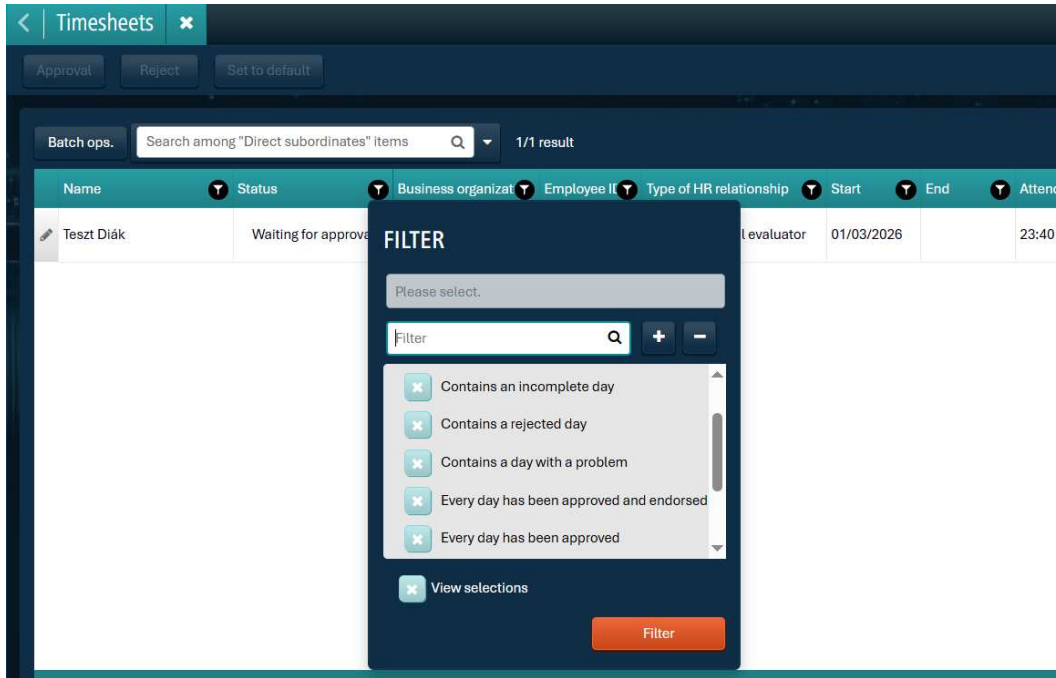 Timesheets
Approval Reject Set to default
Batch ops. Search among "Direct subordinates" items 1/1 result
Name Status Business organizat Employee ID Type of HR relationship Start End Attend
Teszt Diák Waiting for approva l evaluator 01/03/2026 23:40
FILTER
Please select.
Filter
Contains an incomplete day
Contains a rejected day
Contains a day with a problem
Every day has been approved and endorsed
Every day has been approved
View selections
Filter